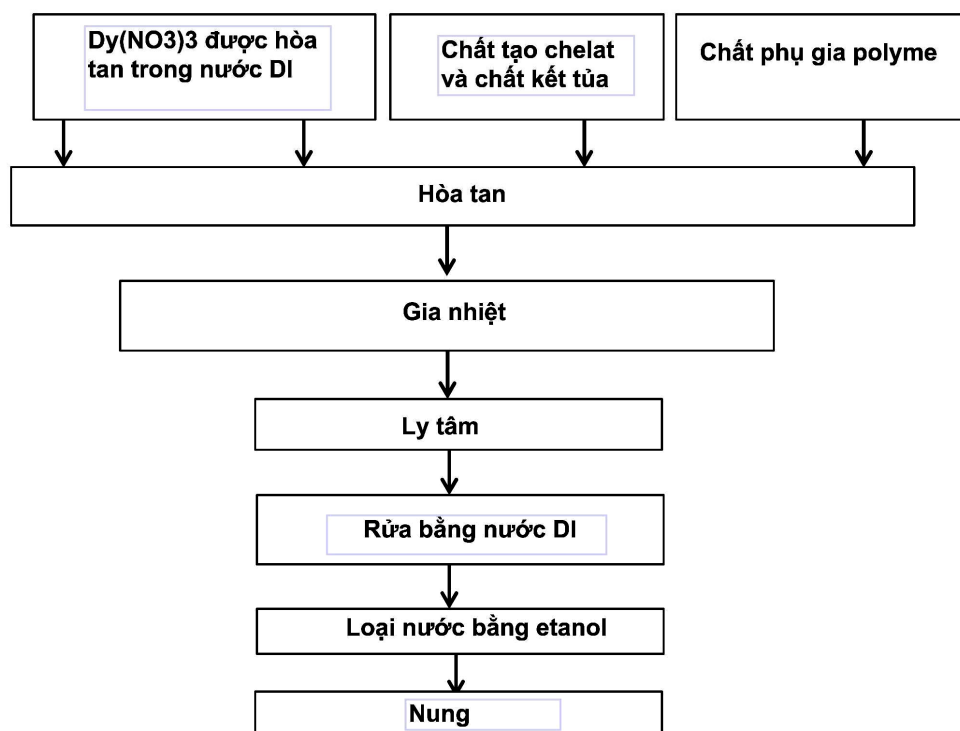 Dy(NO3)3 được hòa
tan trong nước DI
Chất tạo chelat
và chất kết tủa
Chất phụ gia polyme
Hòa tan
Gia nhiệt
Ly tâm
Rửa bằng nước DI
Loại nước bằng etanol
Nung